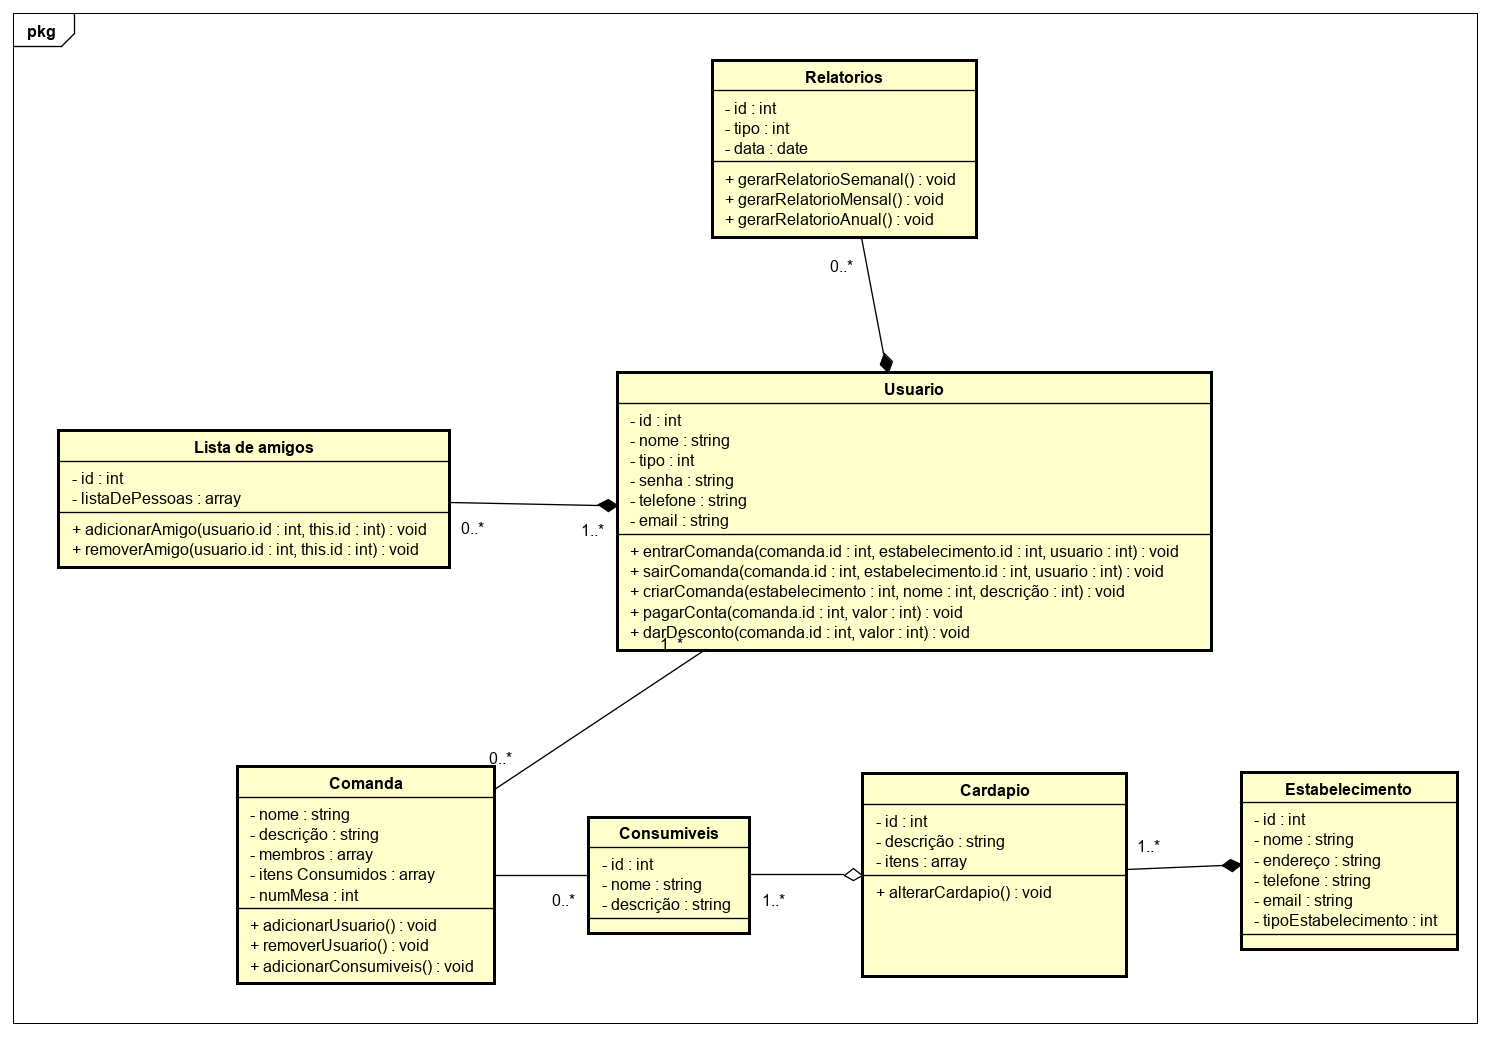 pkg
Relatorios
- id : int
- tipo : int
- data : date
+ gerarRelatorioSemanal() : void
+ gerarRelatorioMensal() : void
+ gerarRelatorioAnual() : void
0..*
Usuario
- id : int
- nome : string
- tipo : int
- senha : string
- telefone : string
- email : string
+ entrarComanda(comanda.id : int, estabelecimento.id : int, usuario : int) : void
+ sairComanda(comanda.id : int, estabelecimento.id : int, usuario : int) : void
+ criarComanda(estabelecimento : int, nome : int, descrição : int) : void
+ pagarConta(comanda.id : int, valor : int) : void
+ darDesconto(comanda.id : int, valor : int) : void
Lista de amigos
- id : int
- listaDePessoas : array
+ adicionarAmigo(usuario.id : int, this.id : int) : void
+ removerAmigo(usuario.id : int, this.id : int) : void
0..*
1..*
1..*
0..*
Comanda
- nome : string
- descrição : string
- membros : array
- itens Consumidos : array
- numMesa : int
+ adicionarUsuario() : void
+ removerUsuario() : void
+ adicionarConsumiveis() : void
0..*
Consumiveis
- id : int
- nome : string
- descrição : string
1..*
Cardapio
- id : int
- descrição : string
- itens : array
+ alterarCardapio() : void
1..*
Estabelecimento
- id : int
- nome : string
- endereço : string
- telefone : string
- email : string
- tipoEstabelecimento : int